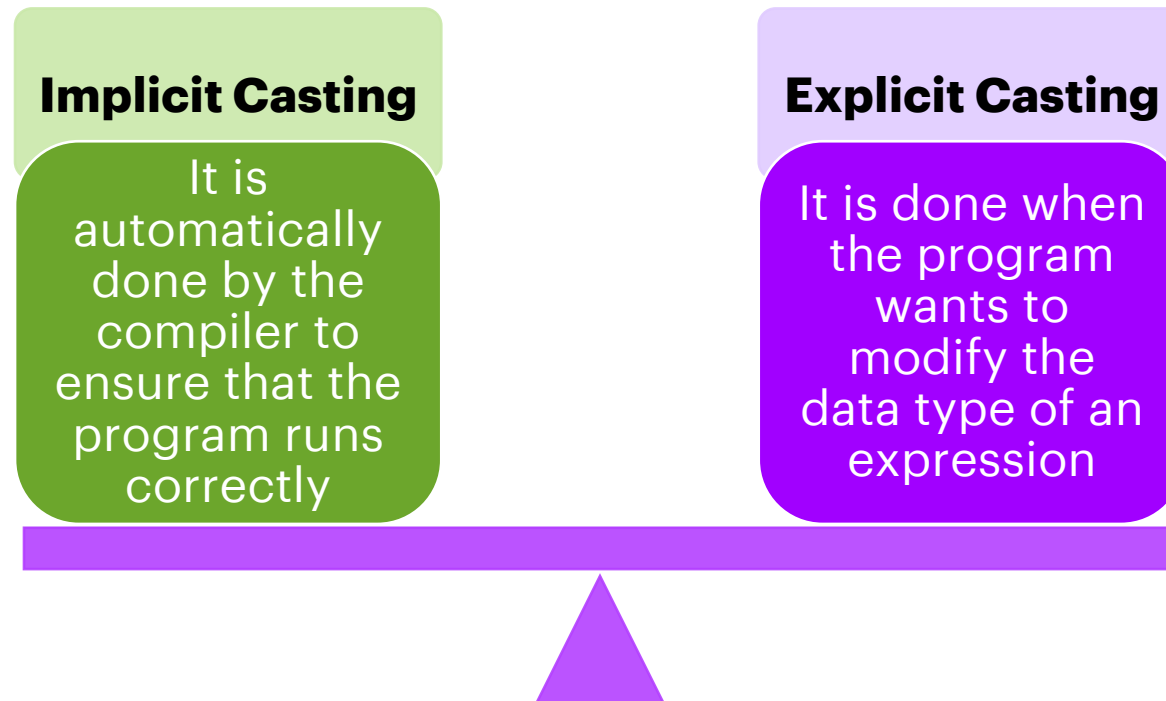 Implicit Casting
It is
automatically
done by the
compiler to
ensure that the
program runs
correctly
Explicit Casting
It is done when
the program
wants to
modify the
data type of an
expression